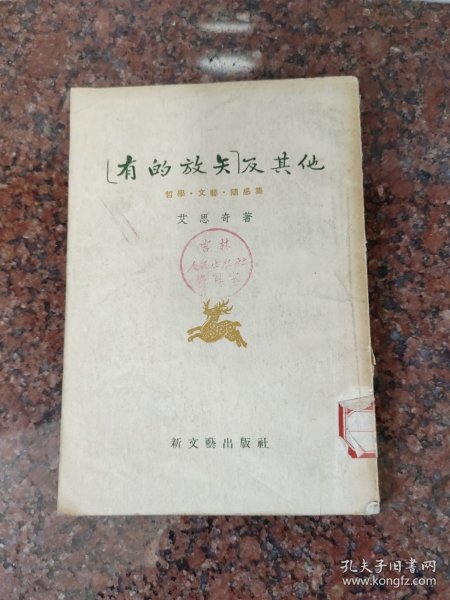 「有的放矢」及其他
哲學·文藝·隨感集
艾思奇著
吉林
新文藝出版社
孔夫子旧书网
www.kongfz.com